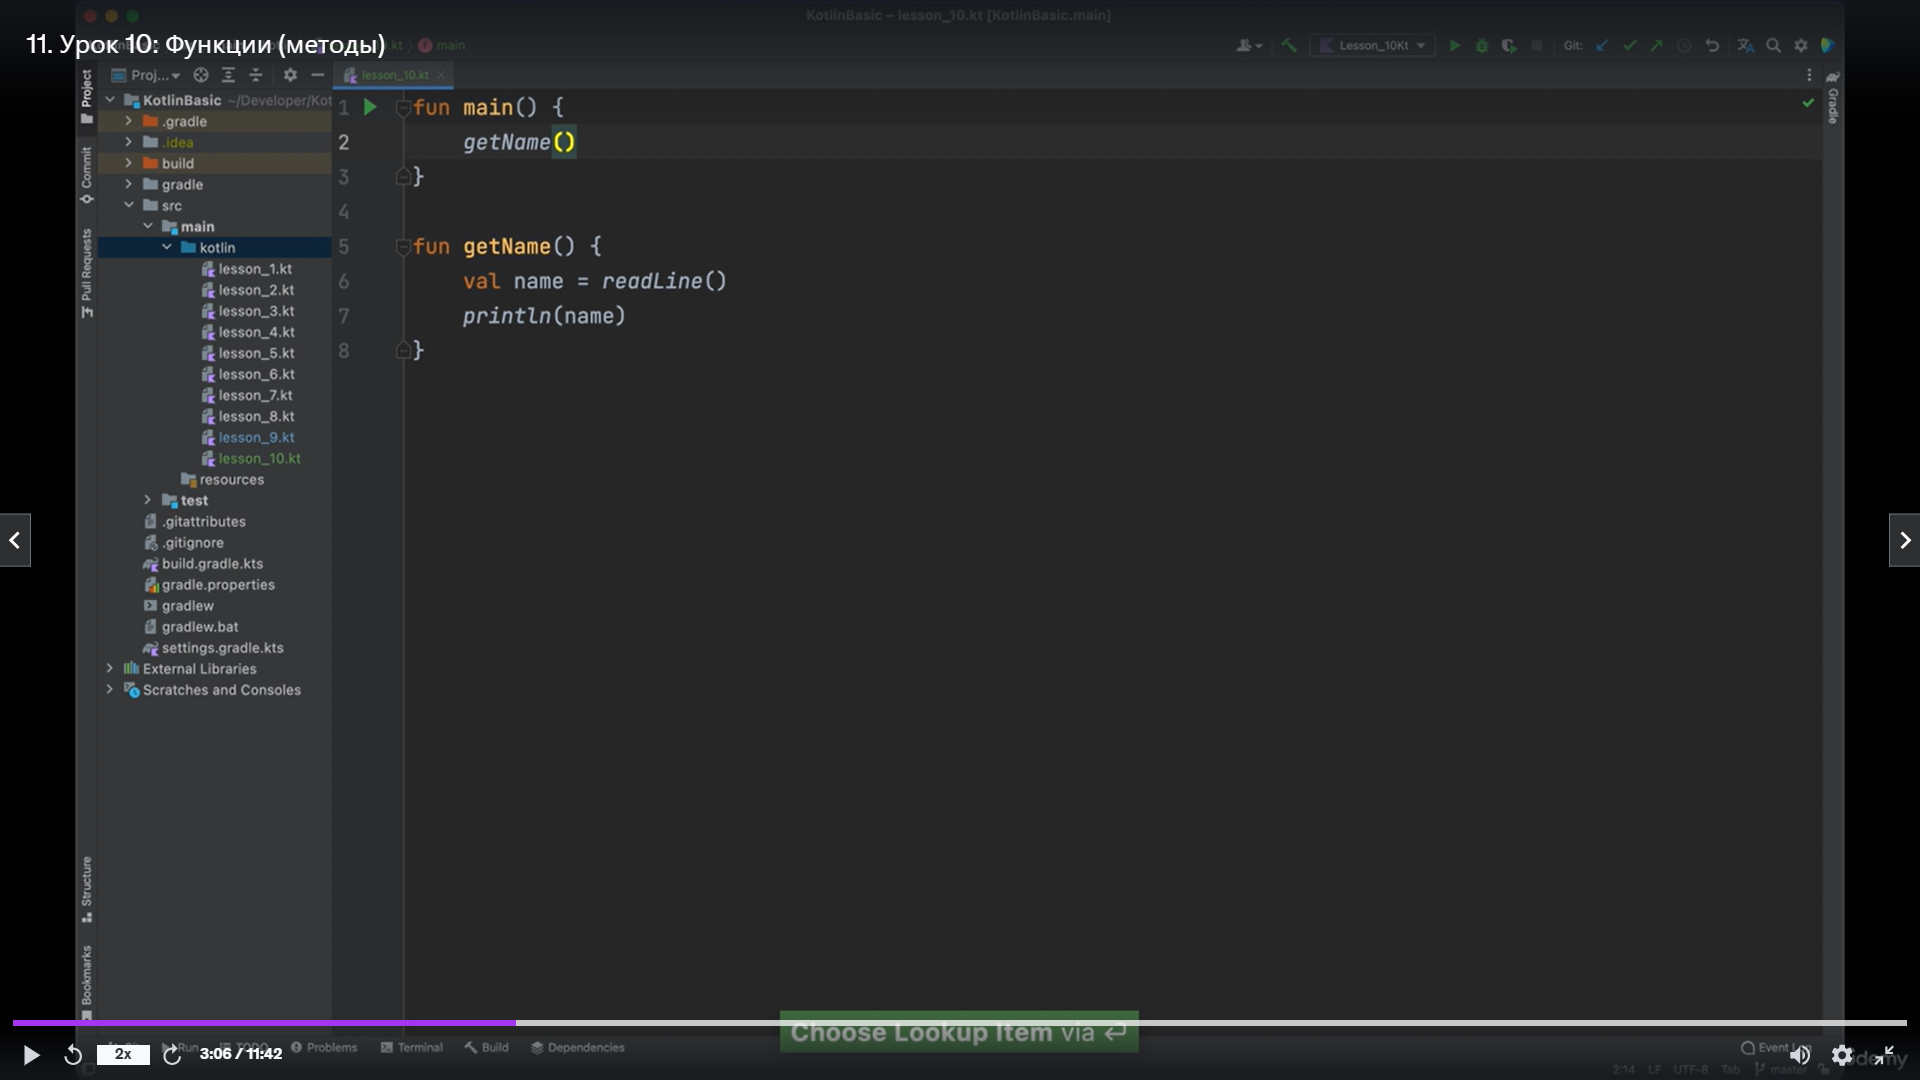 KotlinBasic – lesson_10.kt [KotlinBasic.main]
11. Урок 10: Функции (методы)
.kt
main
Lesson_10Kt
Git:
Project
Proj...
lesson_10.kt
Gradle
KotlinBasic ~/Developer/Kot
.gradle
.idea
build
gradle
src
main
kotlin
lesson_1.kt
lesson_2.kt
lesson_3.kt
lesson_4.kt
lesson_5.kt
lesson_6.kt
lesson_7.kt
lesson_8.kt
lesson_9.kt
lesson_10.kt
resources
test
.gitattributes
.gitignore
build.gradle.kts
gradle.properties
gradlew
gradlew.bat
settings.gradle.kts
External Libraries
Scratches and Consoles
Commit
Pull Requests
Structure
Bookmarks
1 fun main() {
2 getName()
3 }
4
5 fun getName() {
6 val name = readLine()
7 println(name)
8 }
Choose Lookup Item via ↵
Run
TODO
Problems
Terminal
Build
Dependencies
2x
3:06 / 11:42
Event Log
2:14 LF UTF-8 Tab master